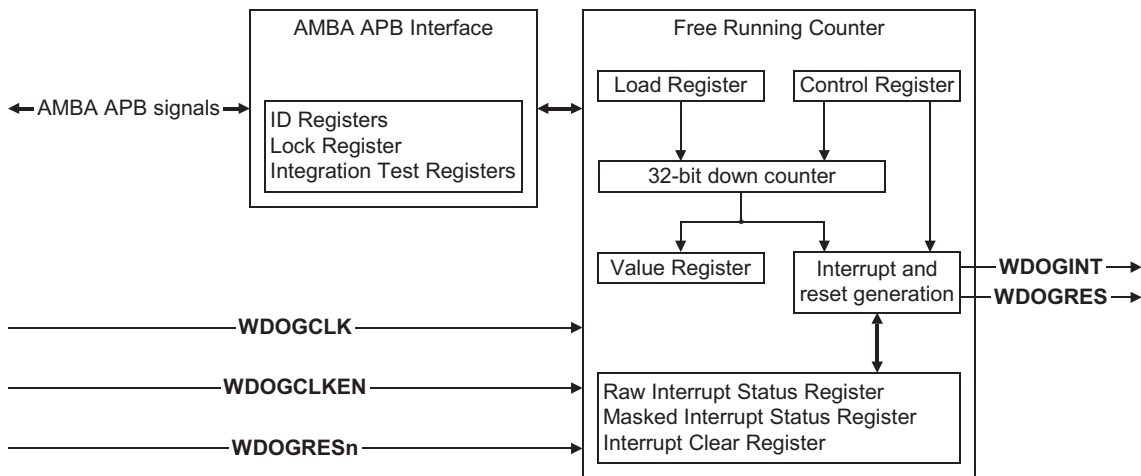 AMBA APB Interface
Free Running Counter
Load Register
Control Register
AMBA APB signals
ID Registers
Lock Register
Integration Test Registers
32-bit down counter
Value Register
Interrupt and
reset generation
WDOGINT
WDOGRES
WDOGCLK
WDOGCLKEN
WDOGRESn
Raw Interrupt Status Register
Masked Interrupt Status Register
Interrupt Clear Register